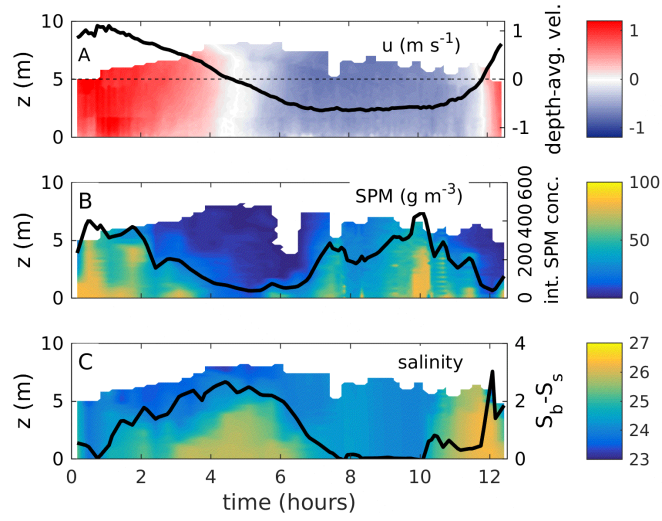 10
5
0
z (m)
A
u (m s-1)
1
0
-1
depth-avg. vel.
1
0
-1
10
5
0
z (m)
B
SPM (g m-3)
0 200 400 600
int. SPM conc.
100
50
0
10
5
0
z (m)
C
salinity
4
2
0
Sb-Ss
27
26
25
24
23
0 2 4 6 8 10 12
time (hours)